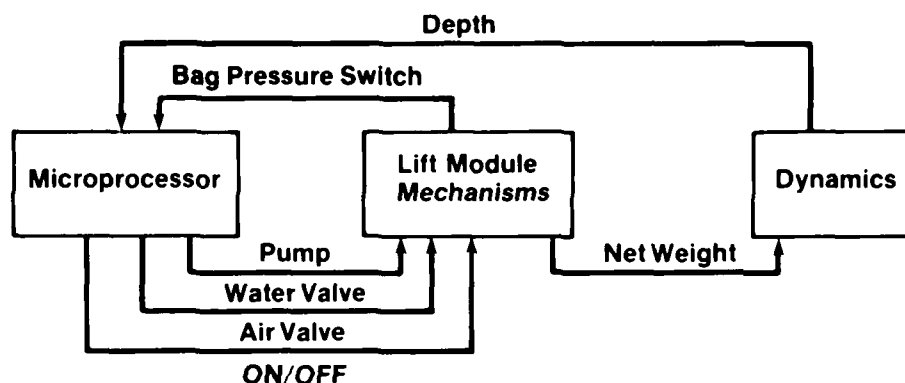 Depth
Bag Pressure Switch
Microprocessor
Lift Module
Mechanisms
Dynamics
Pump
Net Weight
Water Valve
Air Valve
ON/OFF